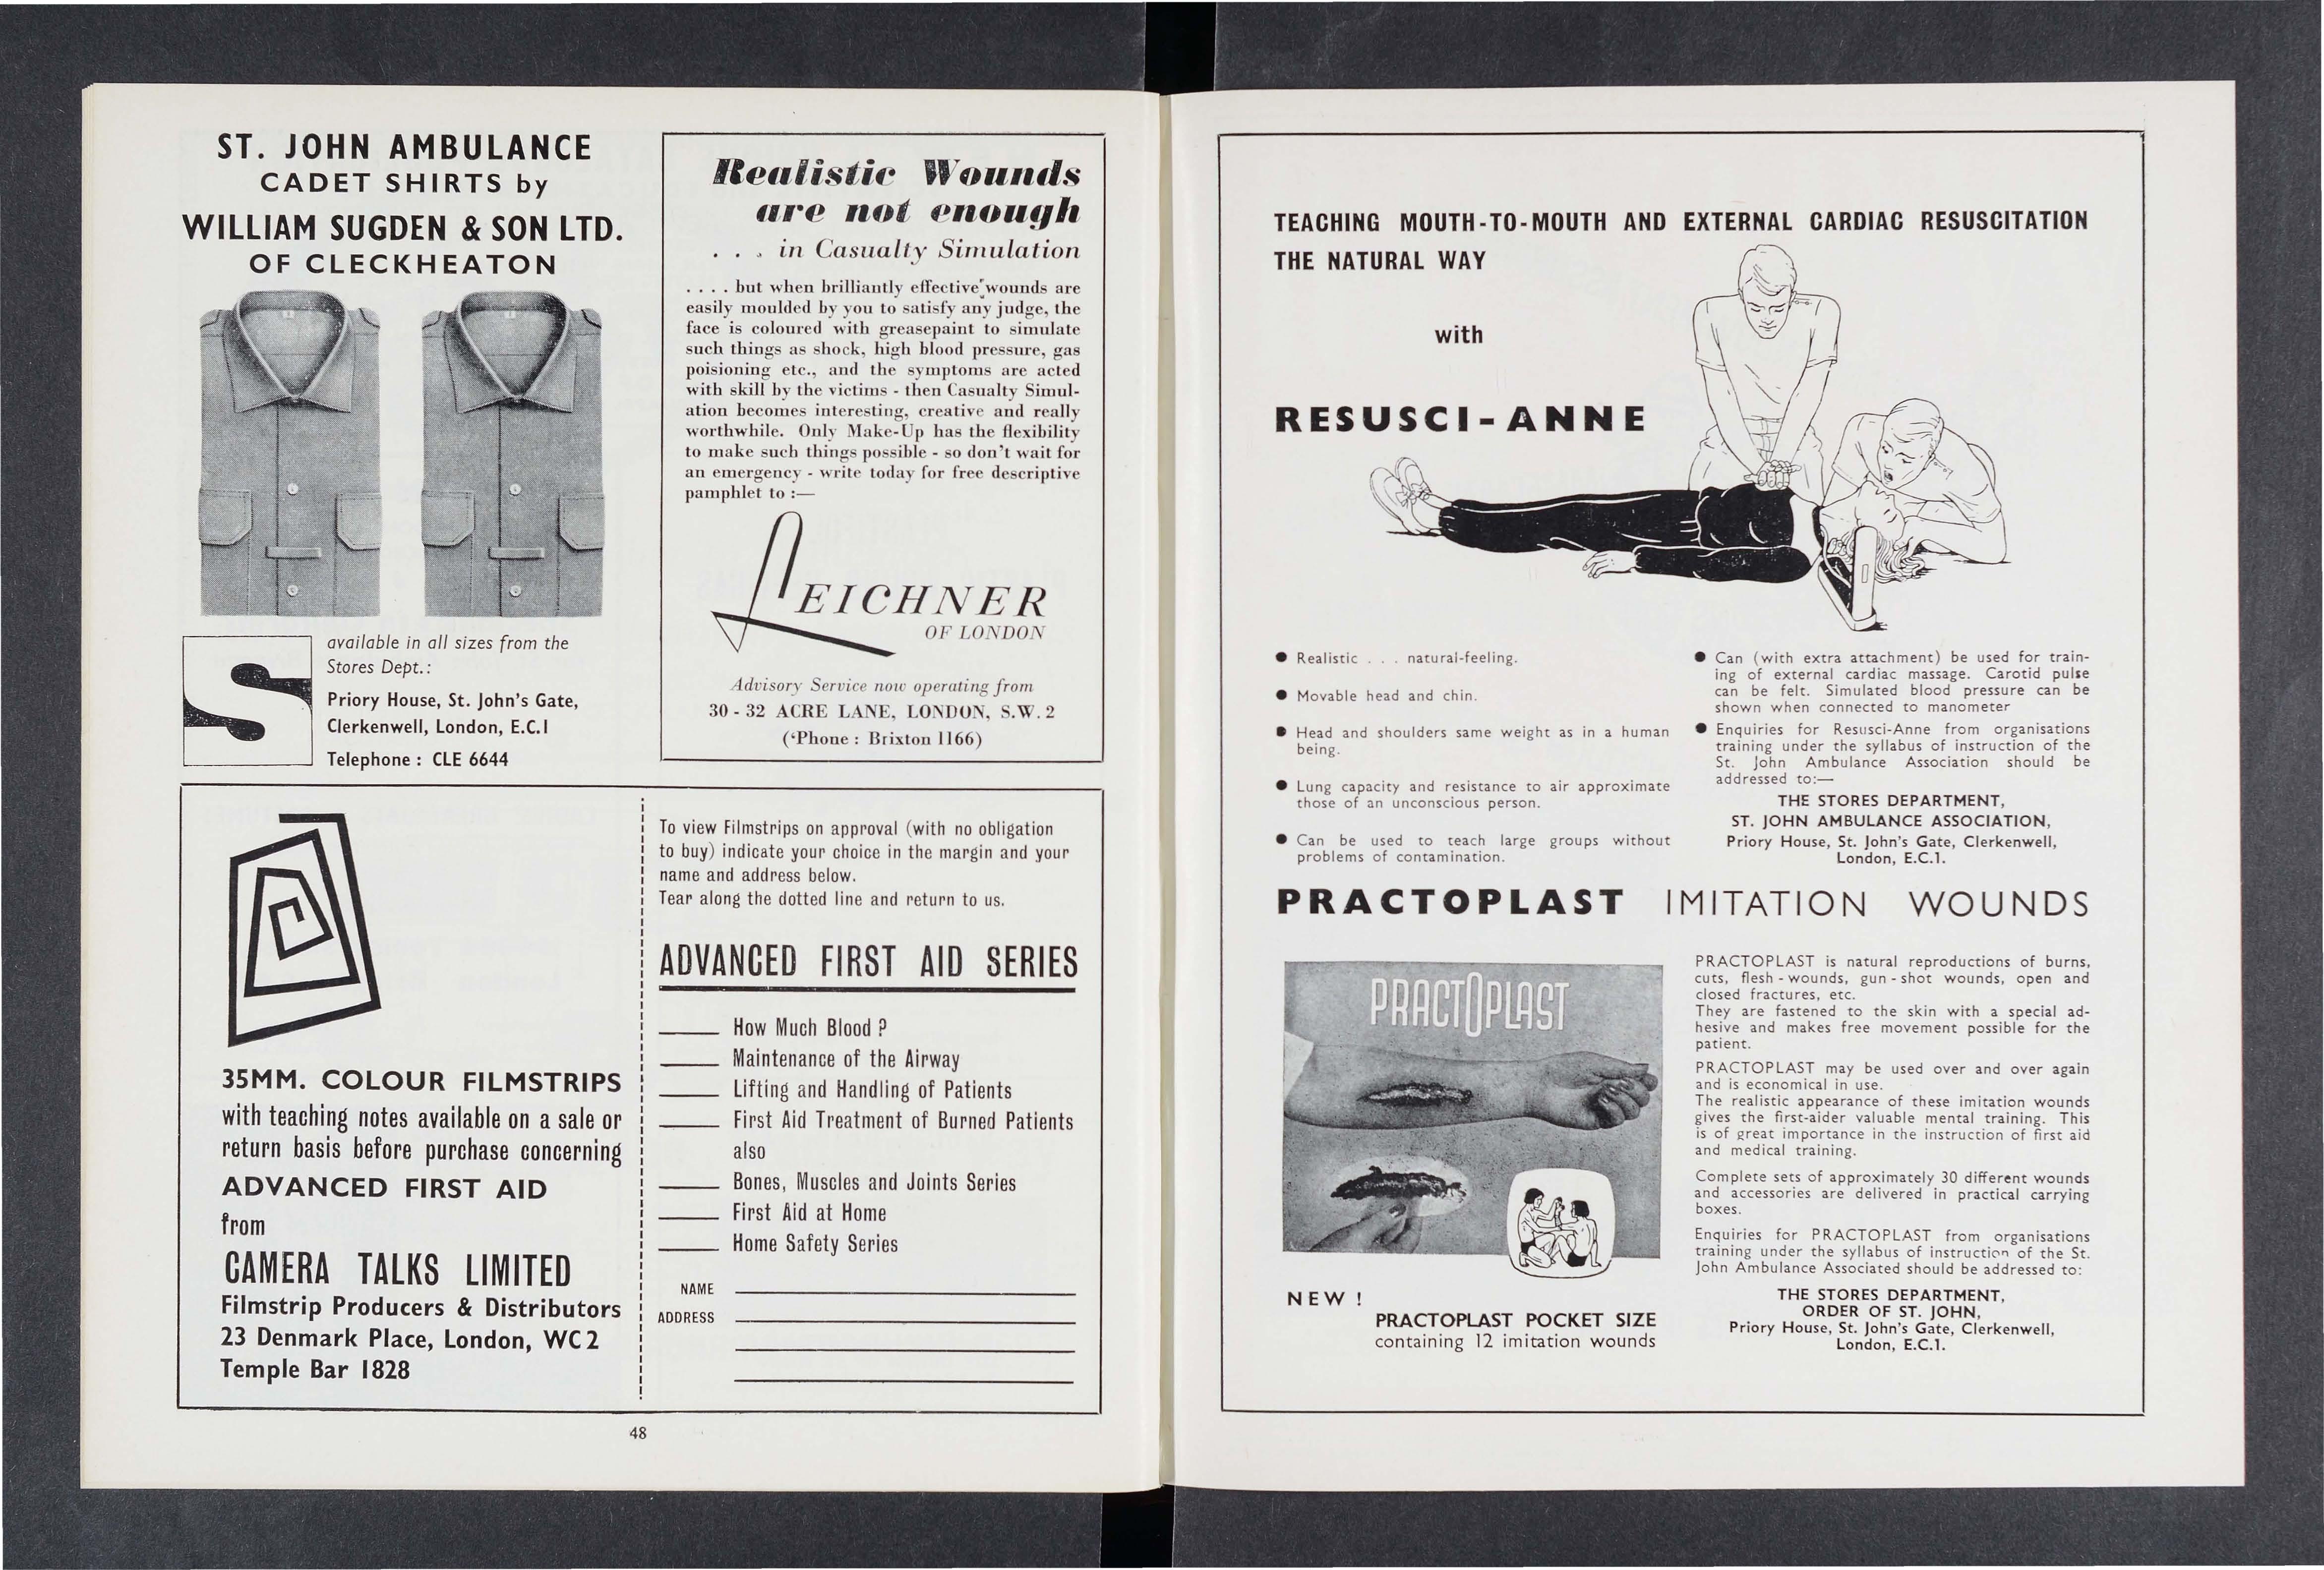 ST. JOHN AMBULANCE
CADET SHIRTS by
WILLIAM SUGDEN & SON LTD.
OF CLECKHEATON
S
available in all sizes from the
Stores Dept.:
Priory House, St. John's Gate,
Clerkenwell, London, E.C.1
Telephone : CLE 6644
Realistic Wounds
are not enough
. . . in Casualty Simulation
. . . . but when brilliantly effective wounds are
easily moulded by you to satisfy any judge, the
face is coloured with greasepaint to simulate
such things as shock, high blood pressure, gas
poisioning etc., and the symptoms are acted
with skill by the victims - then Casualty Simul-
ation becomes interesting, creative and really
worthwhile. Only Make-Up has the flexibility
to make such things possible - so don't wait for
an emergency - write today for free descriptive
pamphlet to :—
LEICHNER
OF LONDON
Advisory Service now operating from
30 - 32 ACRE LANE, LONDON, S.W. 2
('Phone : Brixton 1166)
35MM. COLOUR FILMSTRIPS
with teaching notes available on a sale or
return basis before purchase concerning
ADVANCED FIRST AID
from
CAMERA TALKS LIMITED
Filmstrip Producers & Distributors
23 Denmark Place, London, WC2
Temple Bar 1828
To view Filmstrips on approval (with no obligation
to buy) indicate your choice in the margin and your
name and address below.
Tear along the dotted line and return to us.
ADVANCED FIRST AID SERIES
How Much Blood ?
Maintenance of the Airway
Lifting and Handling of Patients
First Aid Treatment of Burned Patients
also
Bones, Muscles and Joints Series
First Aid at Home
Home Safety Series
NAME
ADDRESS
48
TEACHING MOUTH-TO-MOUTH AND EXTERNAL CARDIAC RESUSCITATION
THE NATURAL WAY
with
RESUSCI-ANNE
● Realistic . . . natural-feeling.
● Movable head and chin.
● Head and shoulders same weight as in a human
being.
● Lung capacity and resistance to air approximate
those of an unconscious person.
● Can be used to teach large groups without
problems of contamination.
● Can (with extra attachment) be used for train-
ing of external cardiac massage. Carotid pulse
can be felt. Simulated blood pressure can be
shown when connected to manometer
● Enquiries for Resusci-Anne from organisations
training under the syllabus of instruction of the
St. John Ambulance Association should be
addressed to:—
THE STORES DEPARTMENT,
ST. JOHN AMBULANCE ASSOCIATION,
Priory House, St. John's Gate, Clerkenwell,
London, E.C.1.
PRACTOPLAST IMITATION WOUNDS
PRACTOPLAST
NEW !
PRACTOPLAST POCKET SIZE
containing 12 imitation wounds
PRACTOPLAST is natural reproductions of burns,
cuts, flesh - wounds, gun - shot wounds, open and
closed fractures, etc.
They are fastened to the skin with a special ad-
hesive and makes free movement possible for the
patient.
PRACTOPLAST may be used over and over again
and is economical in use.
The realistic appearance of these imitation wounds
gives the first-aider valuable mental training. This
is of great importance in the instruction of first aid
and medical training.
Complete sets of approximately 30 different wounds
and accessories are delivered in practical carrying
boxes.
Enquiries for PRACTOPLAST from organisations
training under the syllabus of instruction of the St.
John Ambulance Associated should be addressed to:
THE STORES DEPARTMENT,
ORDER OF ST. JOHN,
Priory House, St. John's Gate, Clerkenwell,
London, E.C.1.